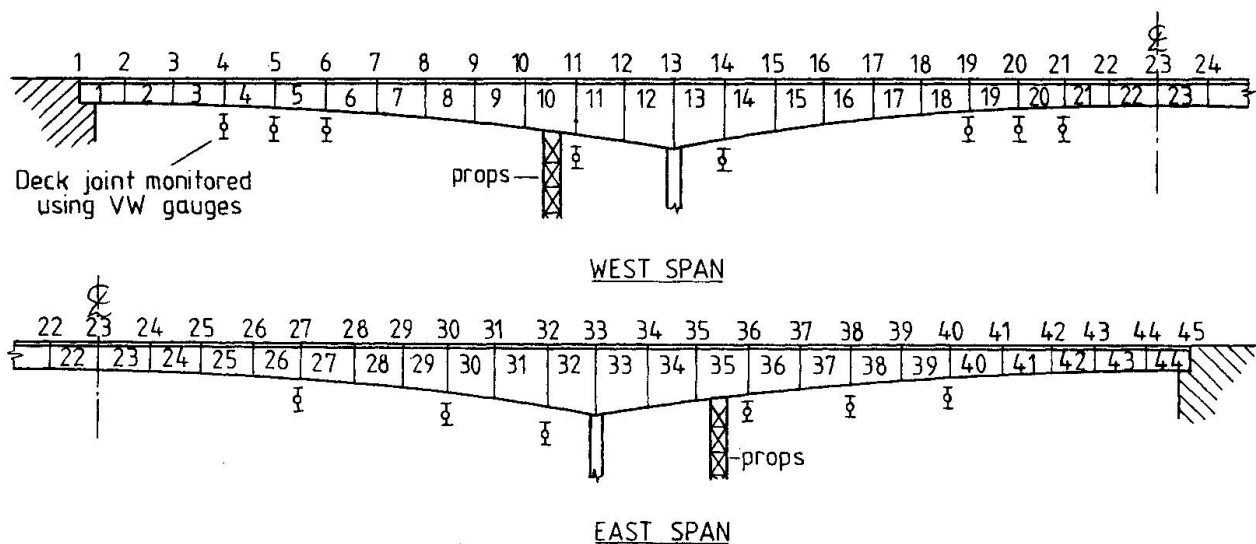 ℄
1 2 3 4 5 6 7 8 9 10 11 12 13 14 15 16 17 18 19 20 21 22 23 24
1 2 3 4 5 6 7 8 9 10 11 12 13 14 15 16 17 18 19 20 21 22 23
props
Deck joint monitored
using VW gauges
WEST SPAN
℄
22 23 24 25 26 27 28 29 30 31 32 33 34 35 36 37 38 39 40 41 42 43 44 45
22 23 24 25 26 27 28 29 30 31 32 33 34 35 36 37 38 39 40 41 42 43 44
props
EAST SPAN